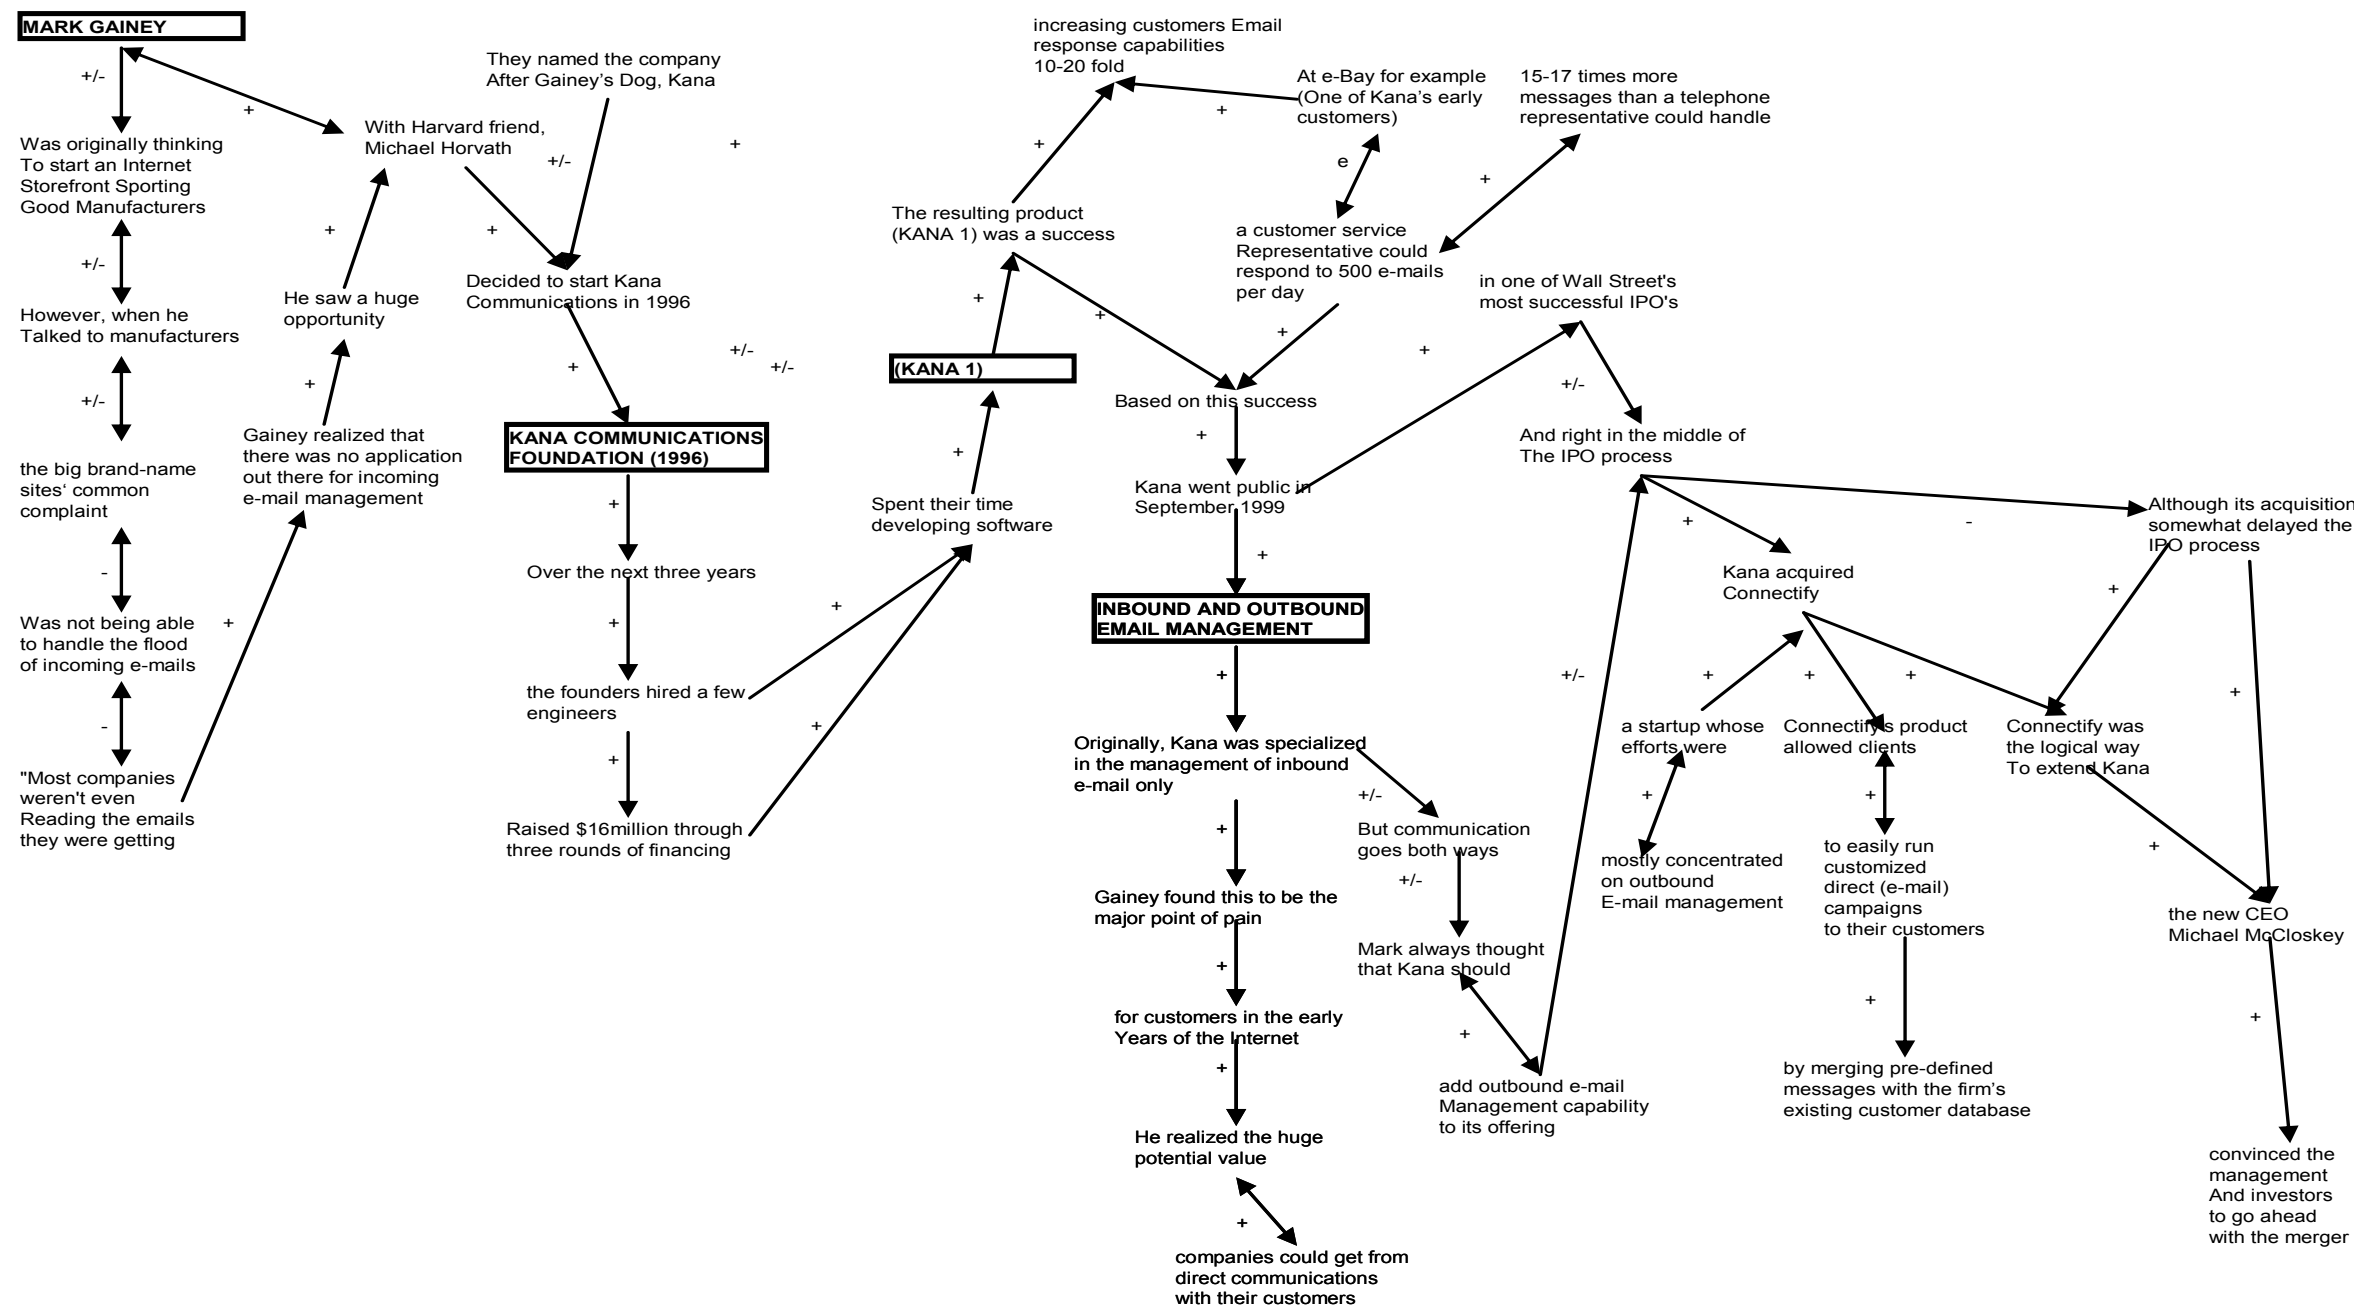 MARK GAINEY
+/-
Was originally thinking
To start an Internet
Storefront Sporting
Good Manufacturers
+/-
However, when he
Talked to manufacturers
+/-
the big brand-name
sites‘ common
complaint
-
Was not being able
to handle the flood
of incoming e-mails
-
"Most companies
weren't even
Reading the emails
they were getting
+
Gainey realized that
there was no application
out there for incoming
e-mail management
+
He saw a huge
opportunity
+
+
With Harvard friend,
Michael Horvath
+
They named the company
After Gainey’s Dog, Kana
+/-
Decided to start Kana
Communications in 1996
+
KANA COMMUNICATIONS
FOUNDATION (1996)
+
Over the next three years
+
the founders hired a few
engineers
+
Raised $16million through
three rounds of financing
+
+/-
+/-
+
+
Spent their time
developing software
+
(KANA 1)
+
The resulting product
(KANA 1) was a success
+
increasing customers Email
response capabilities
10-20 fold
+
At e-Bay for example
(One of Kana’s early
customers)
e
a customer service
Representative could
respond to 500 e-mails
per day
+
15-17 times more
messages than a telephone
representative could handle
+
+
Based on this success
+
Kana went public in
September 1999
+
INBOUND AND OUTBOUND
EMAIL MANAGEMENT
+
Originally, Kana was specialized
in the management of inbound
e-mail only
+
Gainey found this to be the
major point of pain
+
for customers in the early
Years of the Internet
+
He realized the huge
potential value
+
companies could get from
direct communications
with their customers
+/-
But communication
goes both ways
+/-
Mark always thought
that Kana should
+
add outbound e-mail
Management capability
to its offering
+/-
+
in one of Wall Street's
most successful IPO's
+/-
And right in the middle of
The IPO process
+
Kana acquired
Connectify
+
a startup whose
efforts were
+
mostly concentrated
on outbound
E-mail management
+
Connectify's product
allowed clients
+
to easily run
customized
direct (e-mail)
campaigns
to their customers
+
by merging pre-defined
messages with the firm’s
existing customer database
-
Although its acquisition
somewhat delayed the
IPO process
+
+
Connectify was
the logical way
To extend Kana
+
+
the new CEO
Michael McCloskey
+
convinced the
management
And investors
to go ahead
with the merger